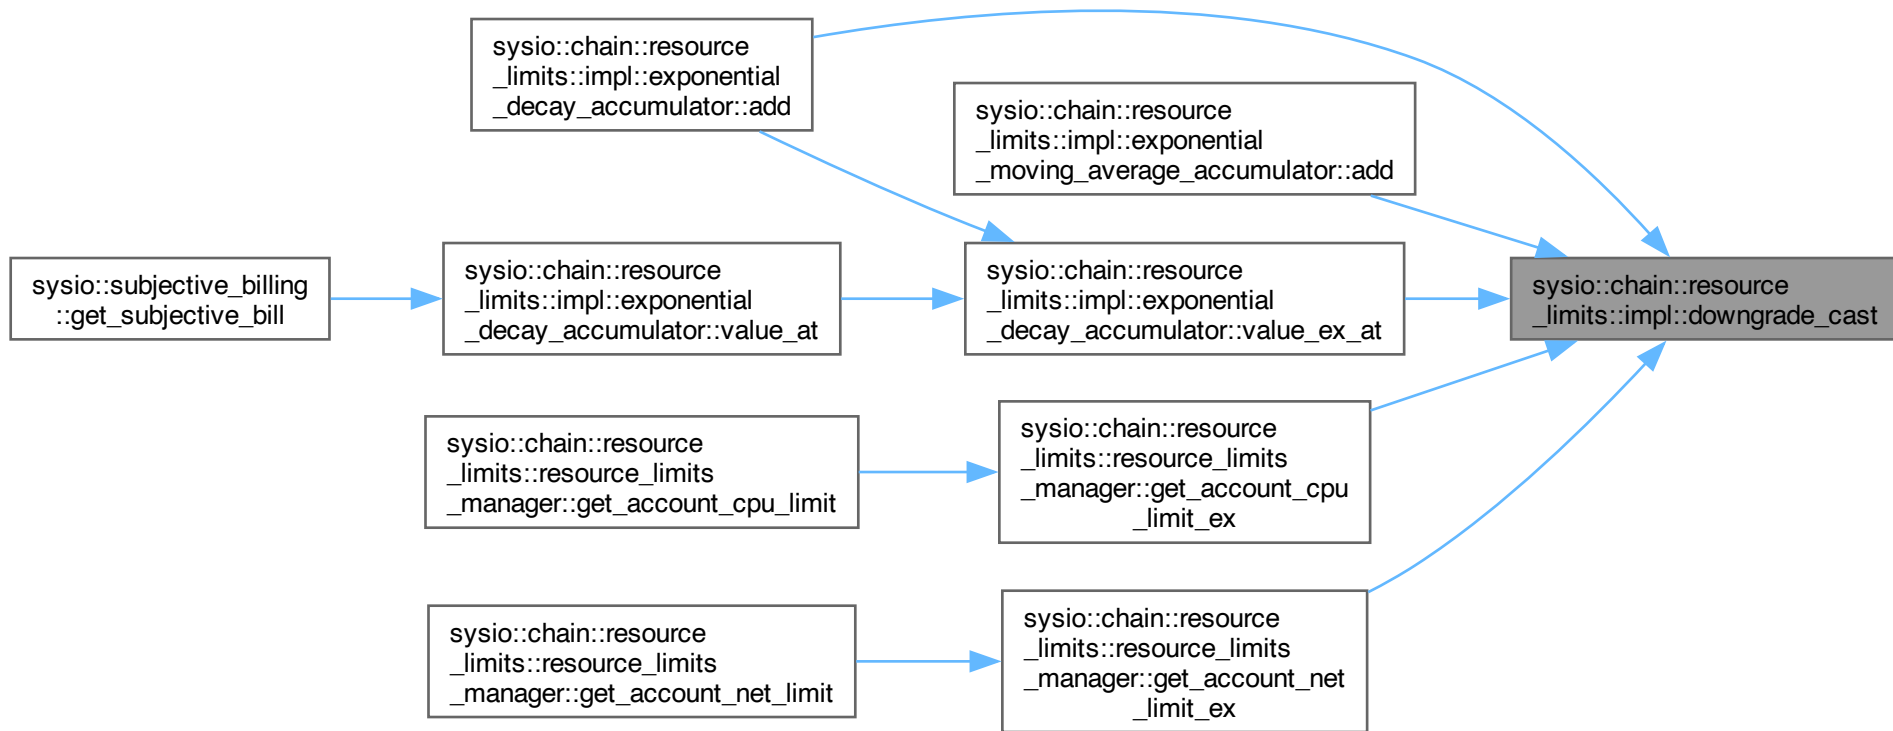 sysio::chain::resource
_limits::impl::exponential
_decay_accumulator::add
sysio::chain::resource
_limits::impl::exponential
_moving_average_accumulator::add
sysio::subjective_billing
::get_subjective_bill
sysio::chain::resource
_limits::impl::exponential
_decay_accumulator::value_at
sysio::chain::resource
_limits::impl::exponential
_decay_accumulator::value_ex_at
sysio::chain::resource
_limits::impl::downgrade_cast
sysio::chain::resource
_limits::resource_limits
_manager::get_account_cpu_limit
sysio::chain::resource
_limits::resource_limits
_manager::get_account_cpu
_limit_ex
sysio::chain::resource
_limits::resource_limits
_manager::get_account_net_limit
sysio::chain::resource
_limits::resource_limits
_manager::get_account_net
_limit_ex